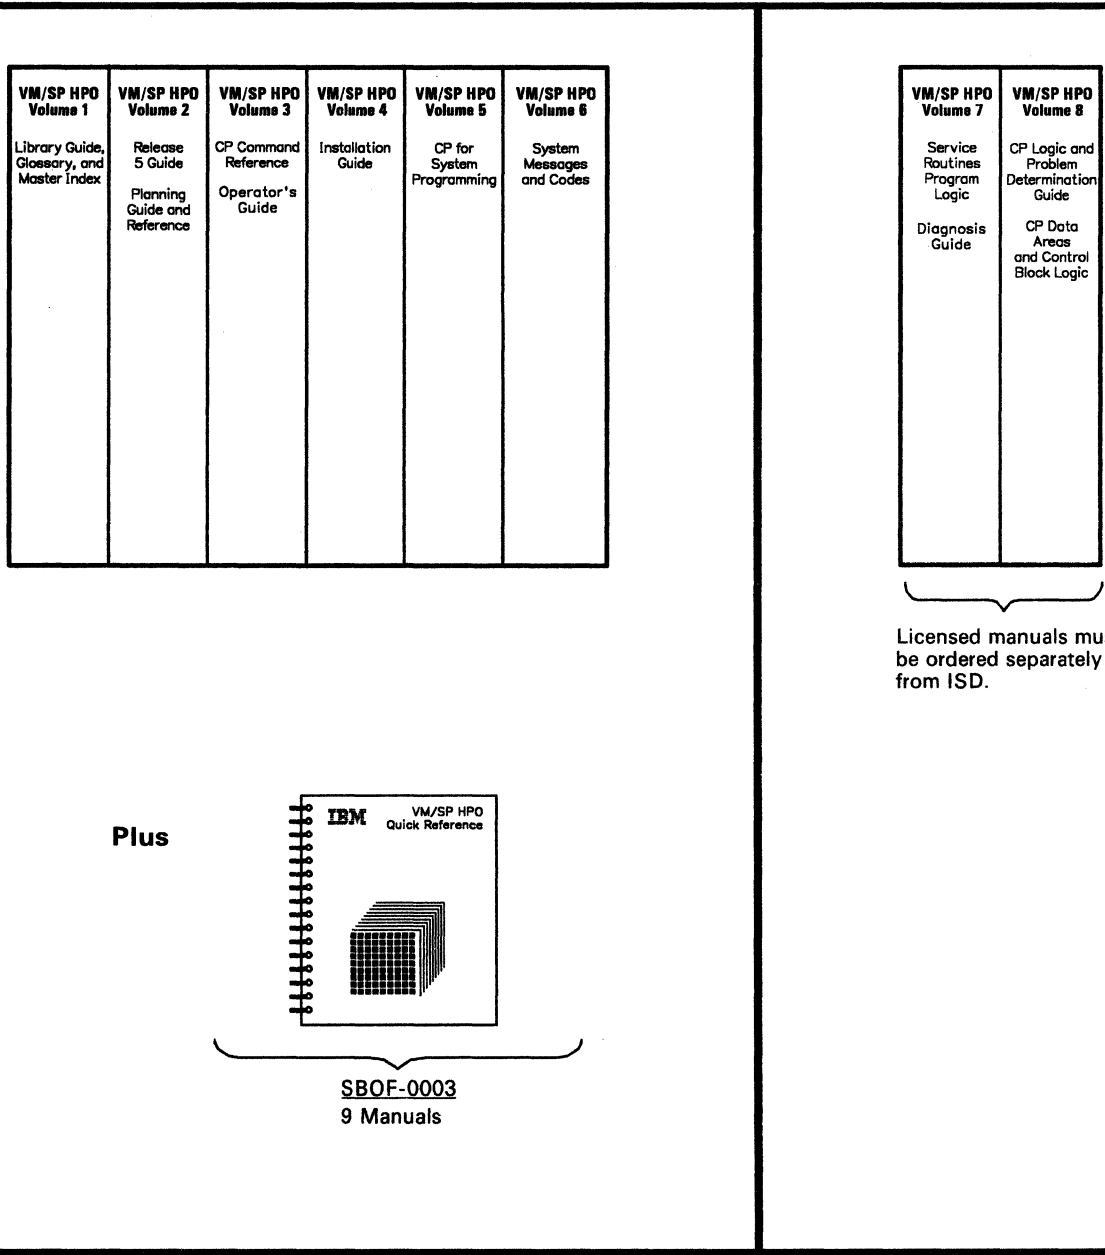 VM/SP HPO
Volume 1
Library Guide,
Glossary, and
Master Index
VM/SP HPO
Volume 2
Release
5 Guide
Planning
Guide and
Reference
VM/SP HPO
Volume 3
CP Command
Reference
Operator's
Guide
VM/SP HPO
Volume 4
Installation
Guide
VM/SP HPO
Volume 5
CP for
System
Programming
VM/SP HPO
Volume 6
System
Messages
and Codes
VM/SP HPO
Volume 7
Service
Routines
Program
Logic
Diagnosis
Guide
VM/SP HPO
Volume 8
CP Logic and
Problem
Determination
Guide
CP Data
Areas
and Control
Block Logic
Licensed manuals mu
be ordered separately
from ISD.
Plus
IBM
VM/SP HPO
Quick Reference
SBOF-0003
9 Manuals